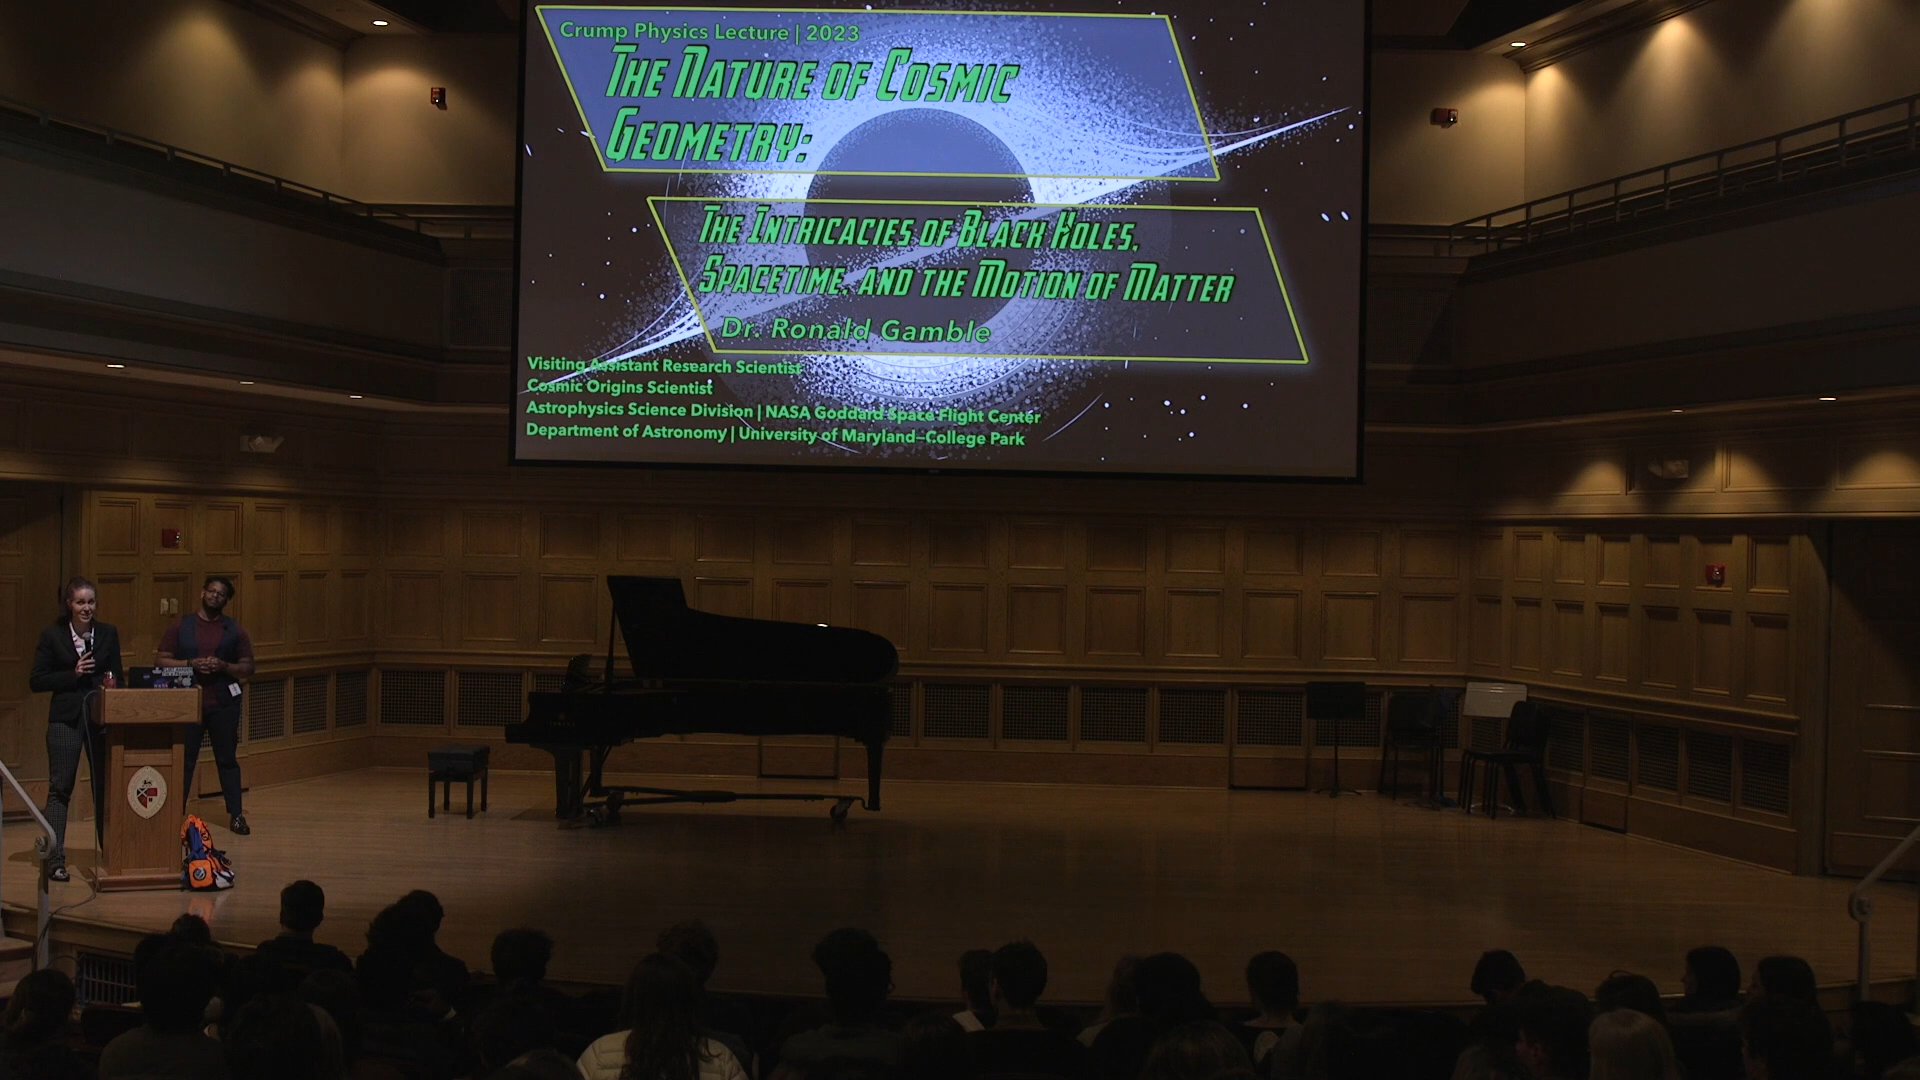 Crump Physics Lecture | 2023
The Nature of Cosmic
Geometry:
The Intricacies of Black Holes,
Spacetime, and the Motion of Matter
Dr. Ronald Gamble
Visiting Assistant Research Scientist
Cosmic Origins Scientist
Astrophysics Science Division | NASA Goddard Space Flight Center
Department of Astronomy | University of Maryland—College Park